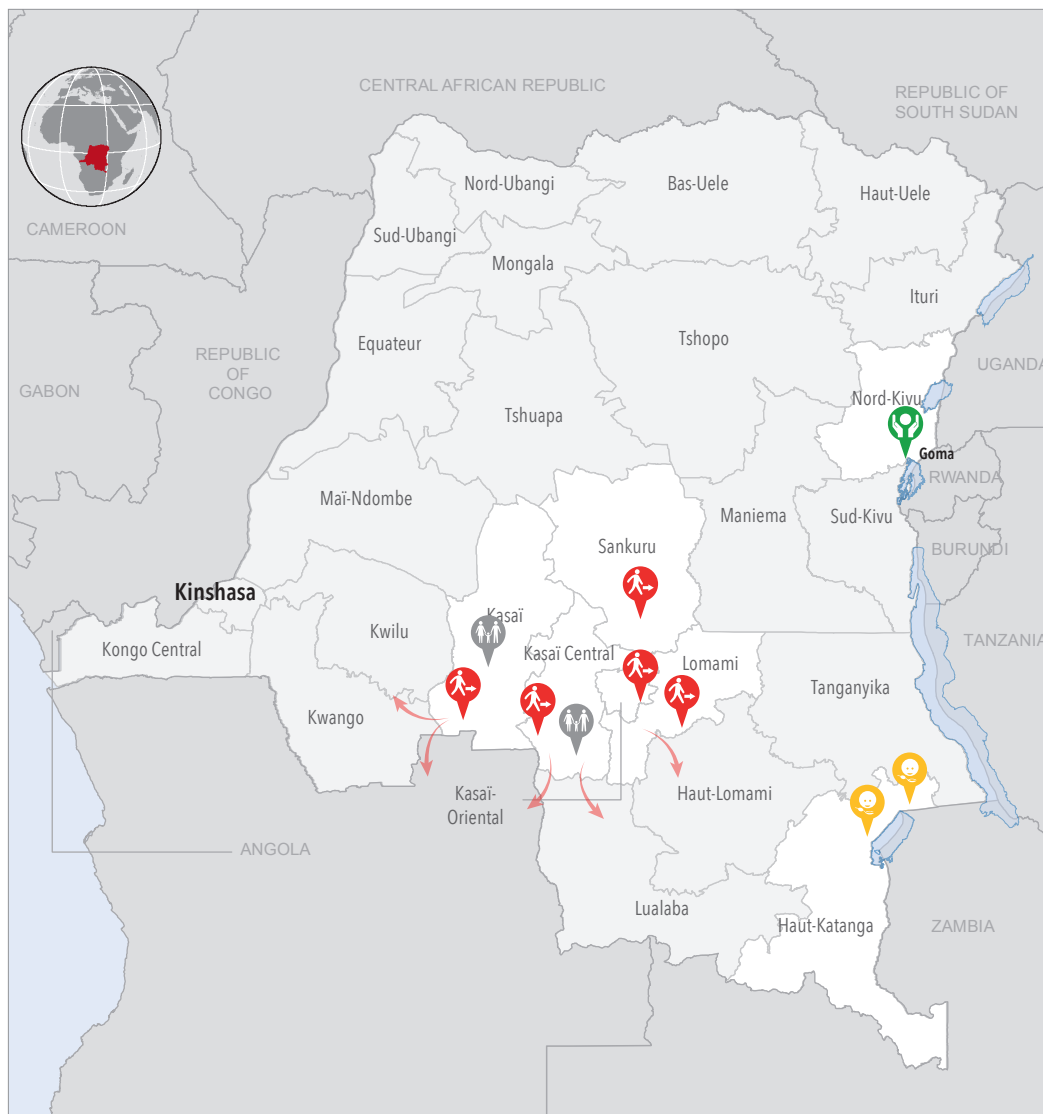 CENTRAL AFRICAN REPUBLIC
REPUBLIC OF
SOUTH SUDAN
CAMEROON
Nord-Ubangi
Bas-Uele
Haut-Uele
Sud-Ubangi
Mongala
Ituri
Equateur
Tshopo
REPUBLIC
OF
CONGO
UGANDA
GABON
Nord-Kivu
Tshuapa
Goma
RWANDA
Maï-Ndombe
Maniema
Sud-Kivu
Sankuru
BURUNDI
Kinshasa
Kasaï
Kwilu
TANZANIA
Kongo Central
Kasaï Central
Lomami
Tanganyika
Kwango
Kasaï-
Oriental
Haut-Lomami
ANGOLA
Lualaba
Haut-Katanga
ZAMBIA